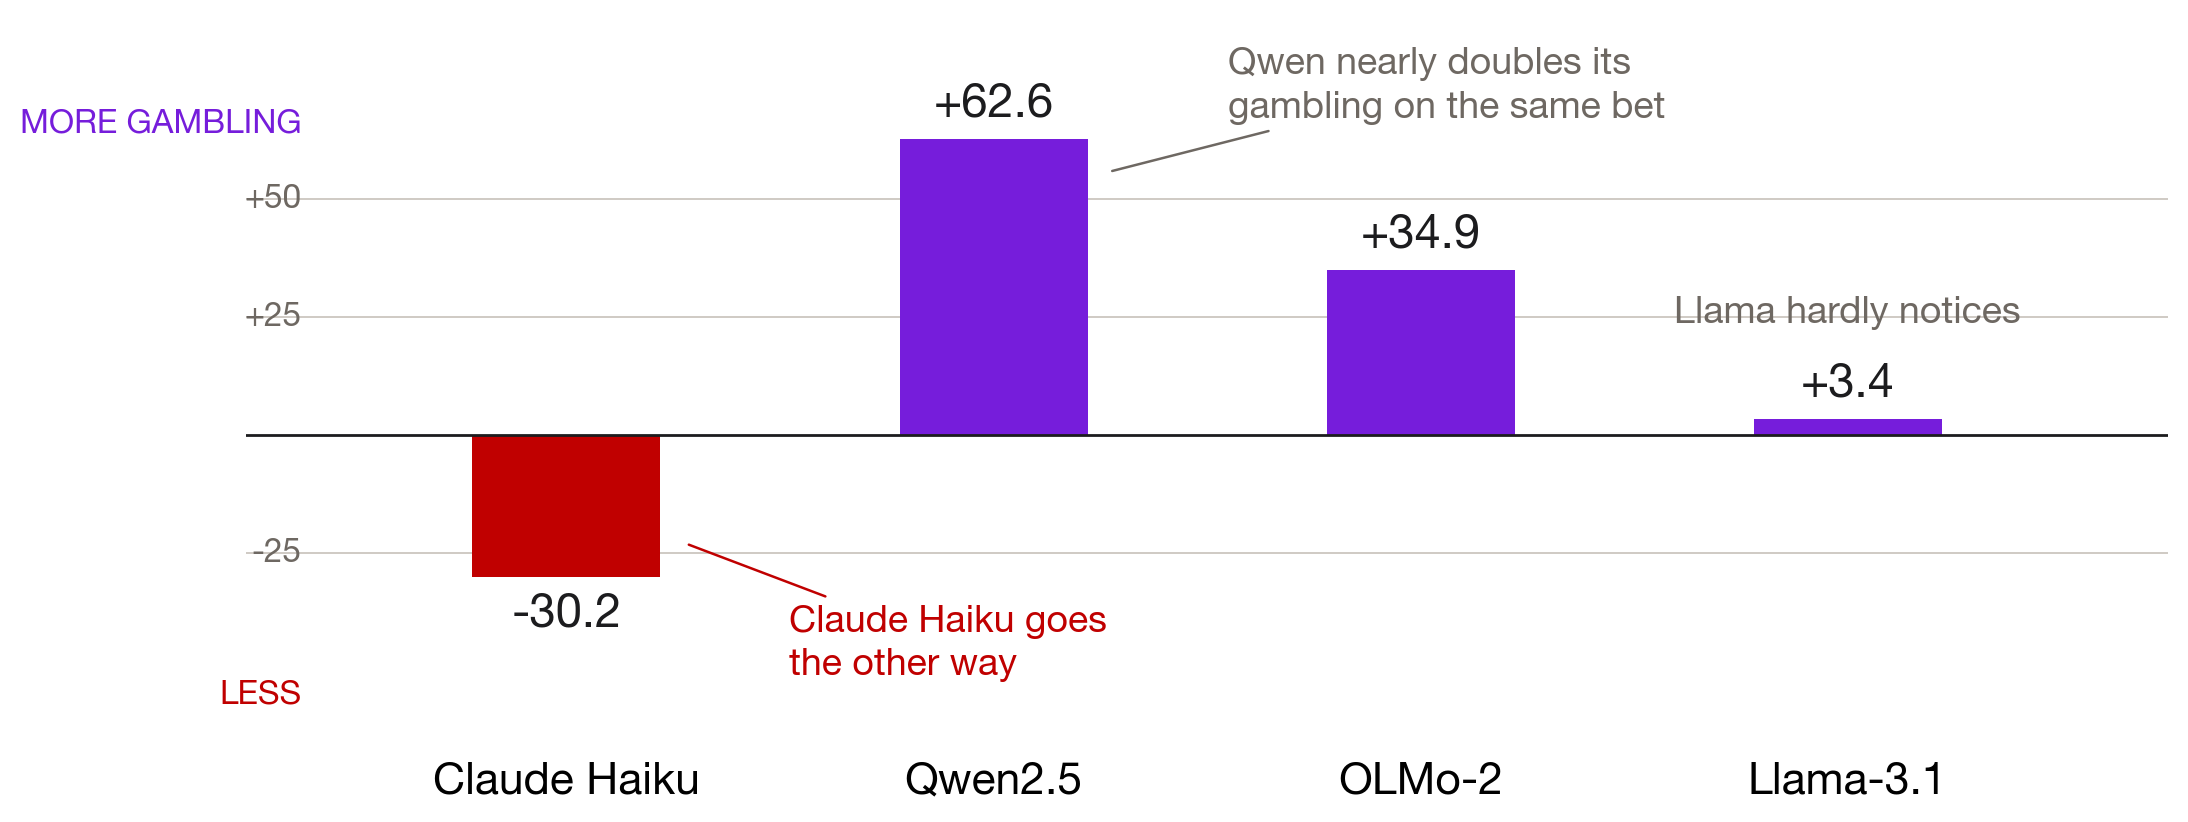 Qwen nearly doubles its
gambling on the same bet
+62.6
MORE GAMBLING
+50
+34.9
+25
Llama hardly notices
+3.4
-25
-30.2
Claude Haiku goes
the other way
LESS
Claude Haiku
Qwen2.5
OLMo-2
Llama-3.1